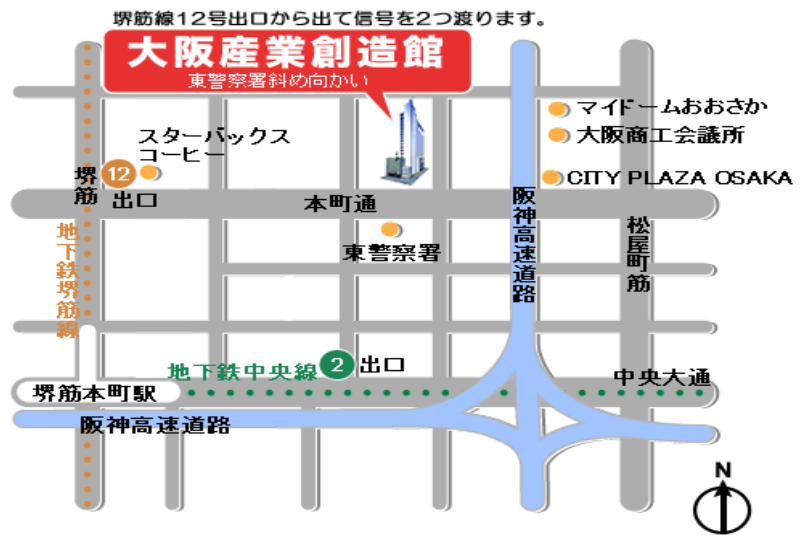 堺筋線12号出口から出て信号を2つ渡ります。
大阪産業創造館
東警察署斜め向かい
マイドームおおさか
大阪商工会議所
スターバックス
コーヒー
堺筋
12
出口
CITY PLAZA OSAKA
本町通
阪神高速道路
松屋町筋
地下鉄堺筋線
東警察署
地下鉄中央線
2
出口
中央大通
堺筋本町駅
阪神高速道路
N